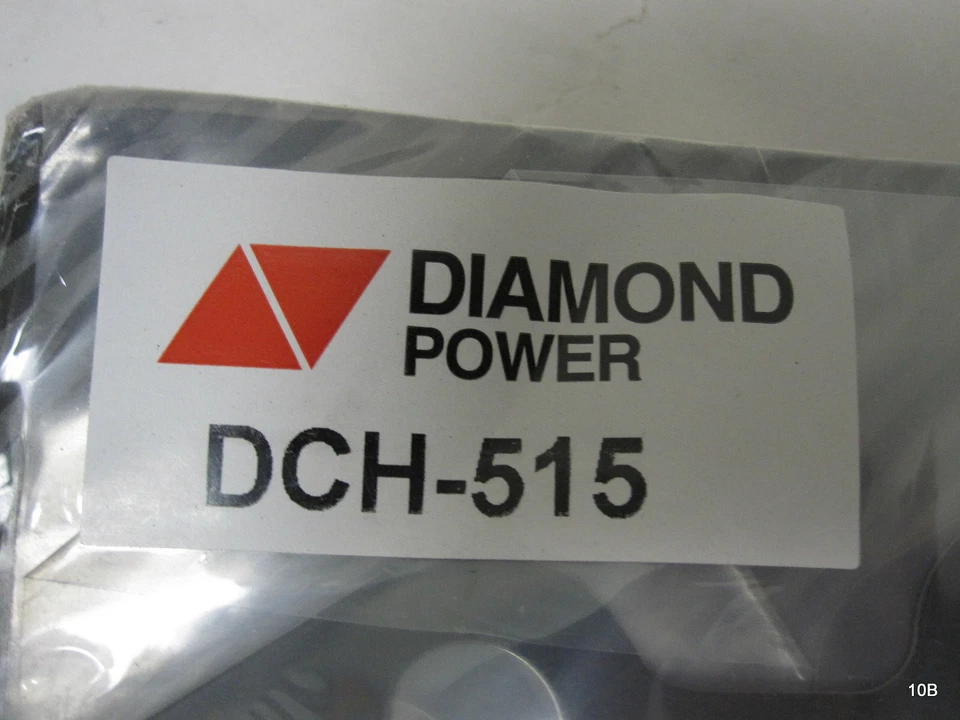 DIAMOND
POWER
DCH-515
10B